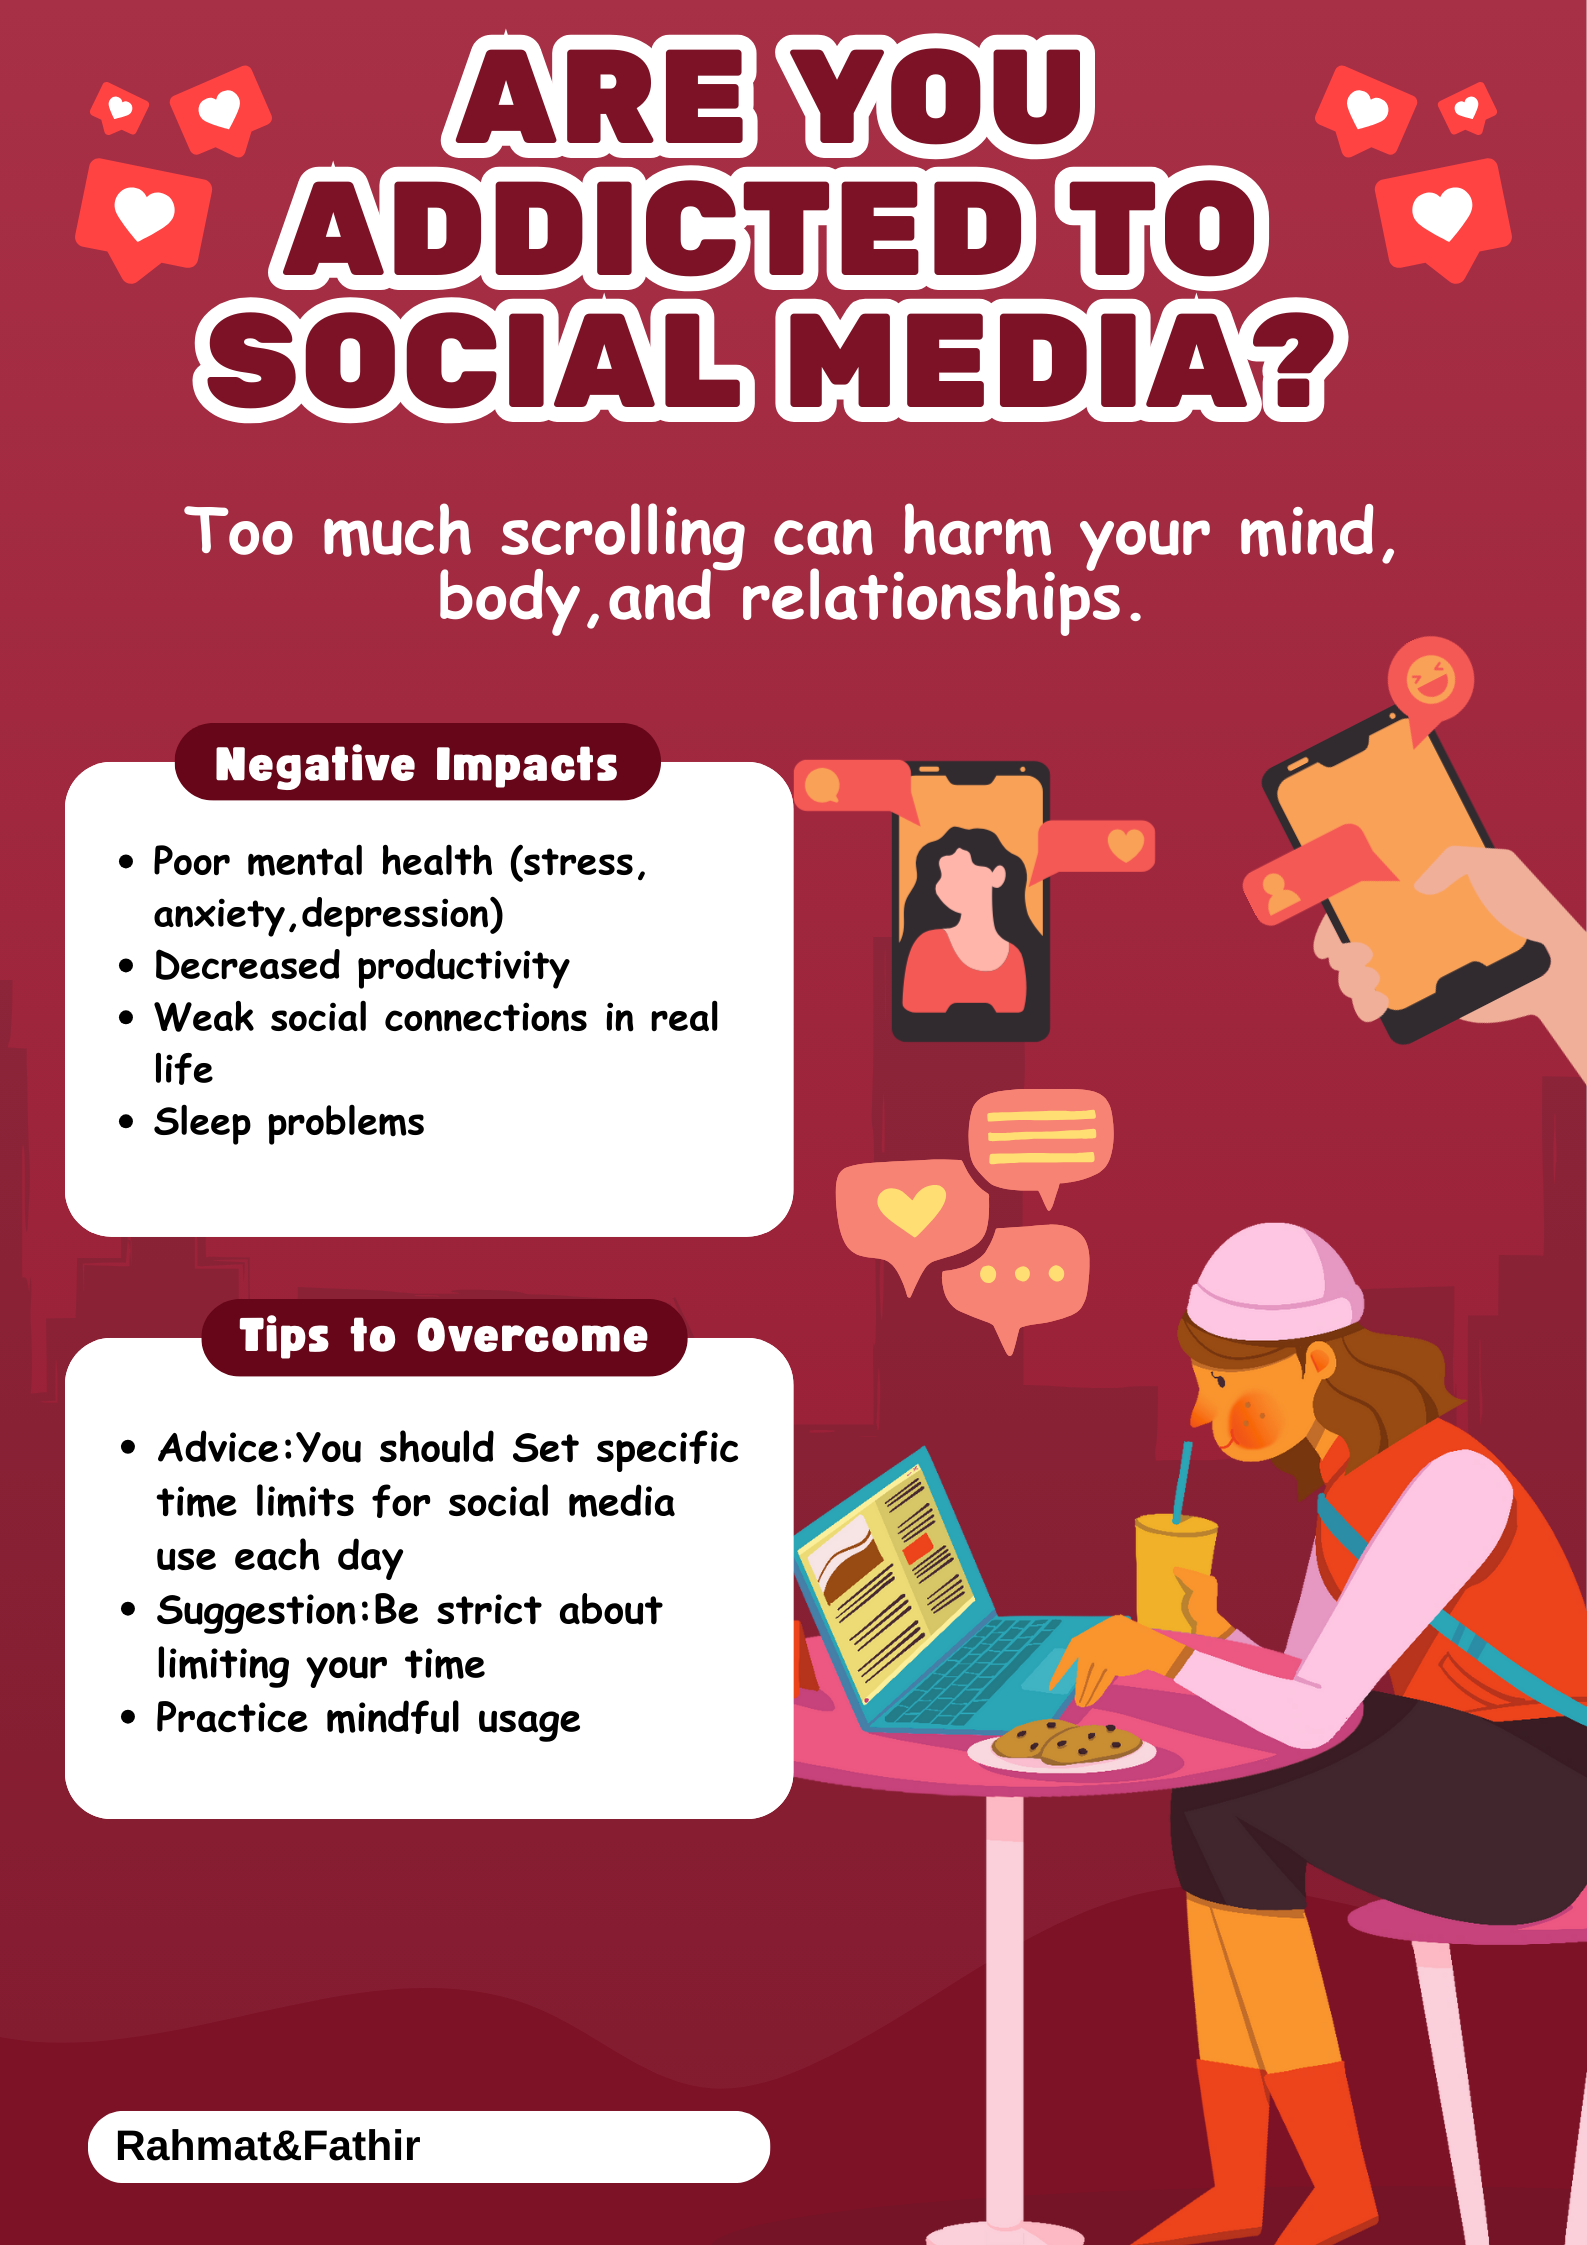 ARE YOU
ADDICTED TO
SOCIAL MEDIA?
Too much scrolling can harm your mind,
body,and relationships.
Negative Impacts
• Poor mental health (stress,
anxiety,depression)
• Decreased productivity
• Weak social connections in real
life
• Sleep problems
Tips to Overcome
• Advice:You should Set specific
time limits for social media
use each day
• Suggestion:Be strict about
limiting your time
• Practice mindful usage
Rahmat&Fathir